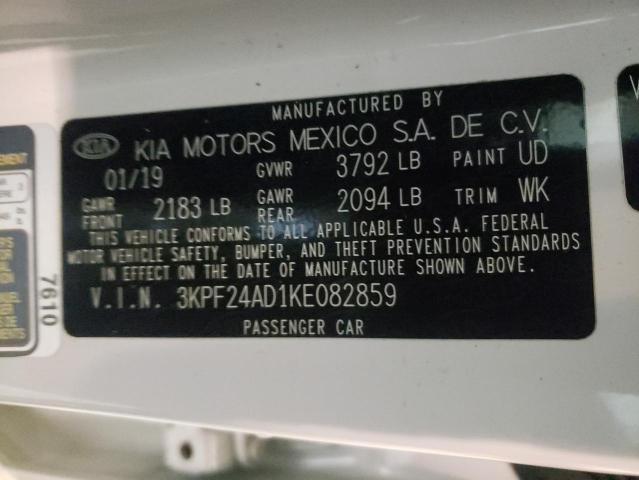 MANUFACTURED BY
KIA KIA MOTORS MEXICO S.A. DE C.V.
01/19 GVWR 3792 LB PAINT UD
GAWR FRONT 2183 LB GAWR REAR 2094 LB TRIM WK
THIS VEHICLE CONFORMS TO ALL APPLICABLE U.S.A. FEDERAL
MOTOR VEHICLE SAFETY, BUMPER, AND THEFT PREVENTION STANDARDS
IN EFFECT ON THE DATE OF MANUFACTURE SHOWN ABOVE.
V.I.N. 3KPF24AD1KE082859
PASSENGER CAR
7610